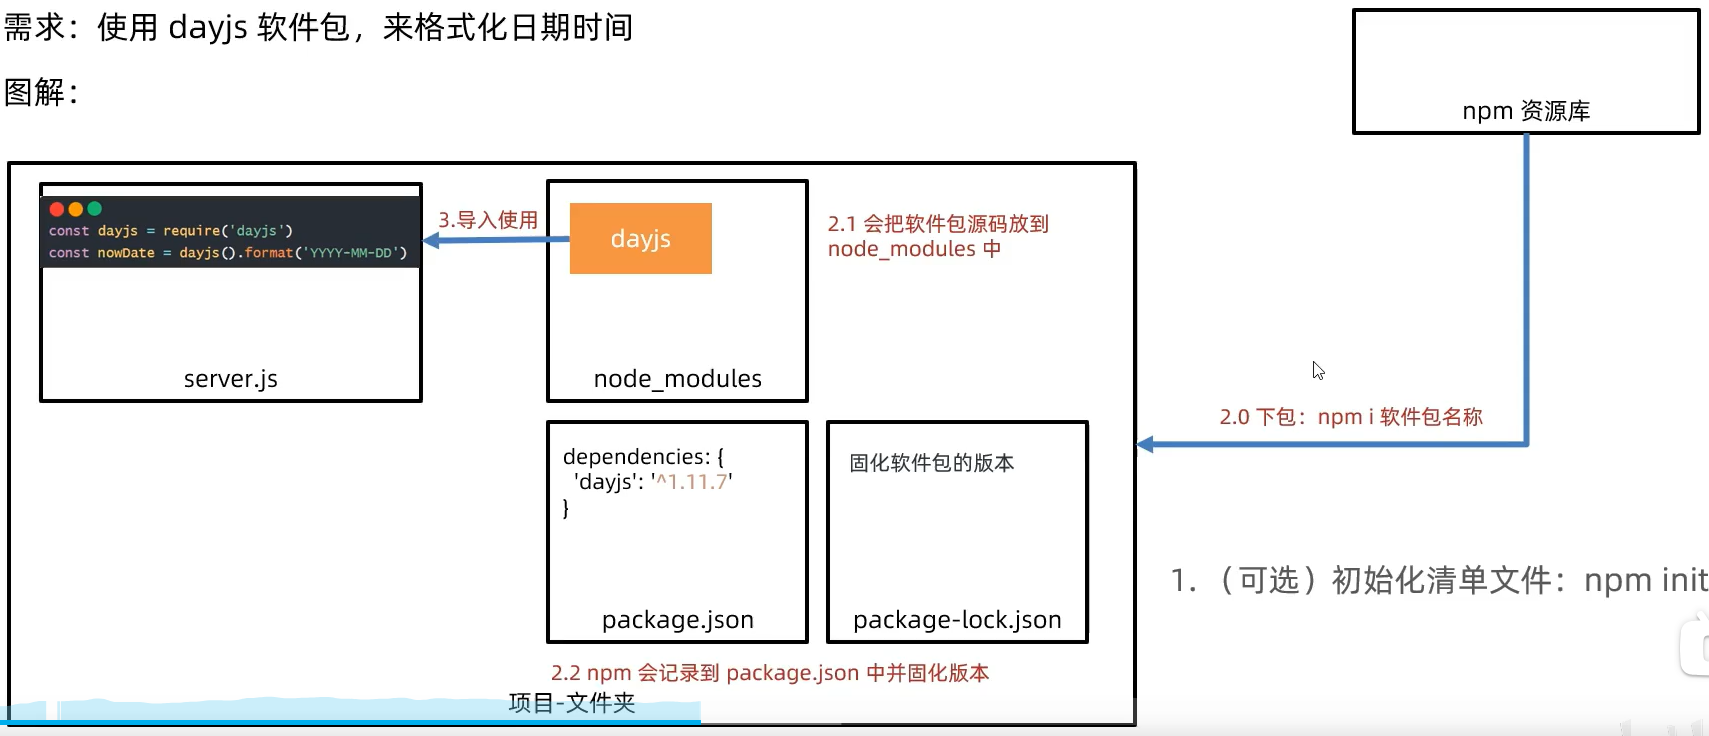 需求：使用 dayjs 软件包，来格式化日期时间
图解：
npm 资源库
const dayjs = require('dayjs')
const nowDate = dayjs().format('YYYY-MM-DD')
server.js
3.导入使用
dayjs
node_modules
2.1 会把软件包源码放到
node_modules 中
2.0 下包：npm i 软件包名称
dependencies: {
'dayjs': '^1.11.7'
}
package.json
固化软件包的版本
package-lock.json
1. （可选）初始化清单文件：npm init
2.2 npm 会记录到 package.json 中并固化版本
项目-文件夹